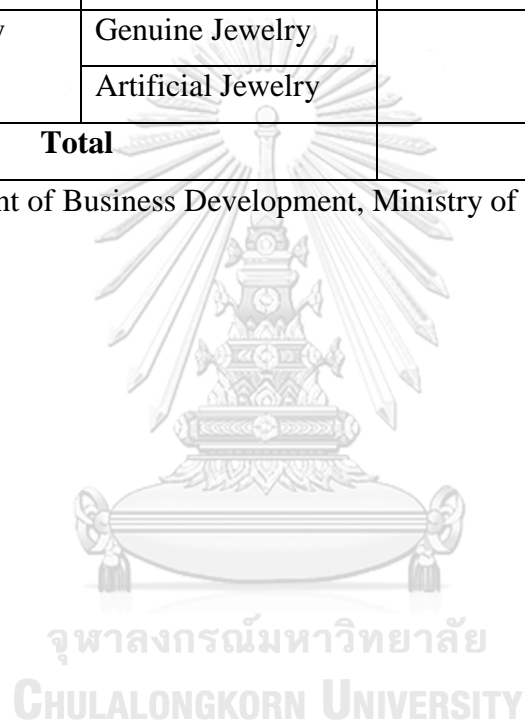 y Genuine Jewelry
Artificial Jewelry
Total
nt of Business Development, Ministry of
จุฬาลงกรณ์มหาวิทยาลัย
CHULALONGKORN UNIVERSITY